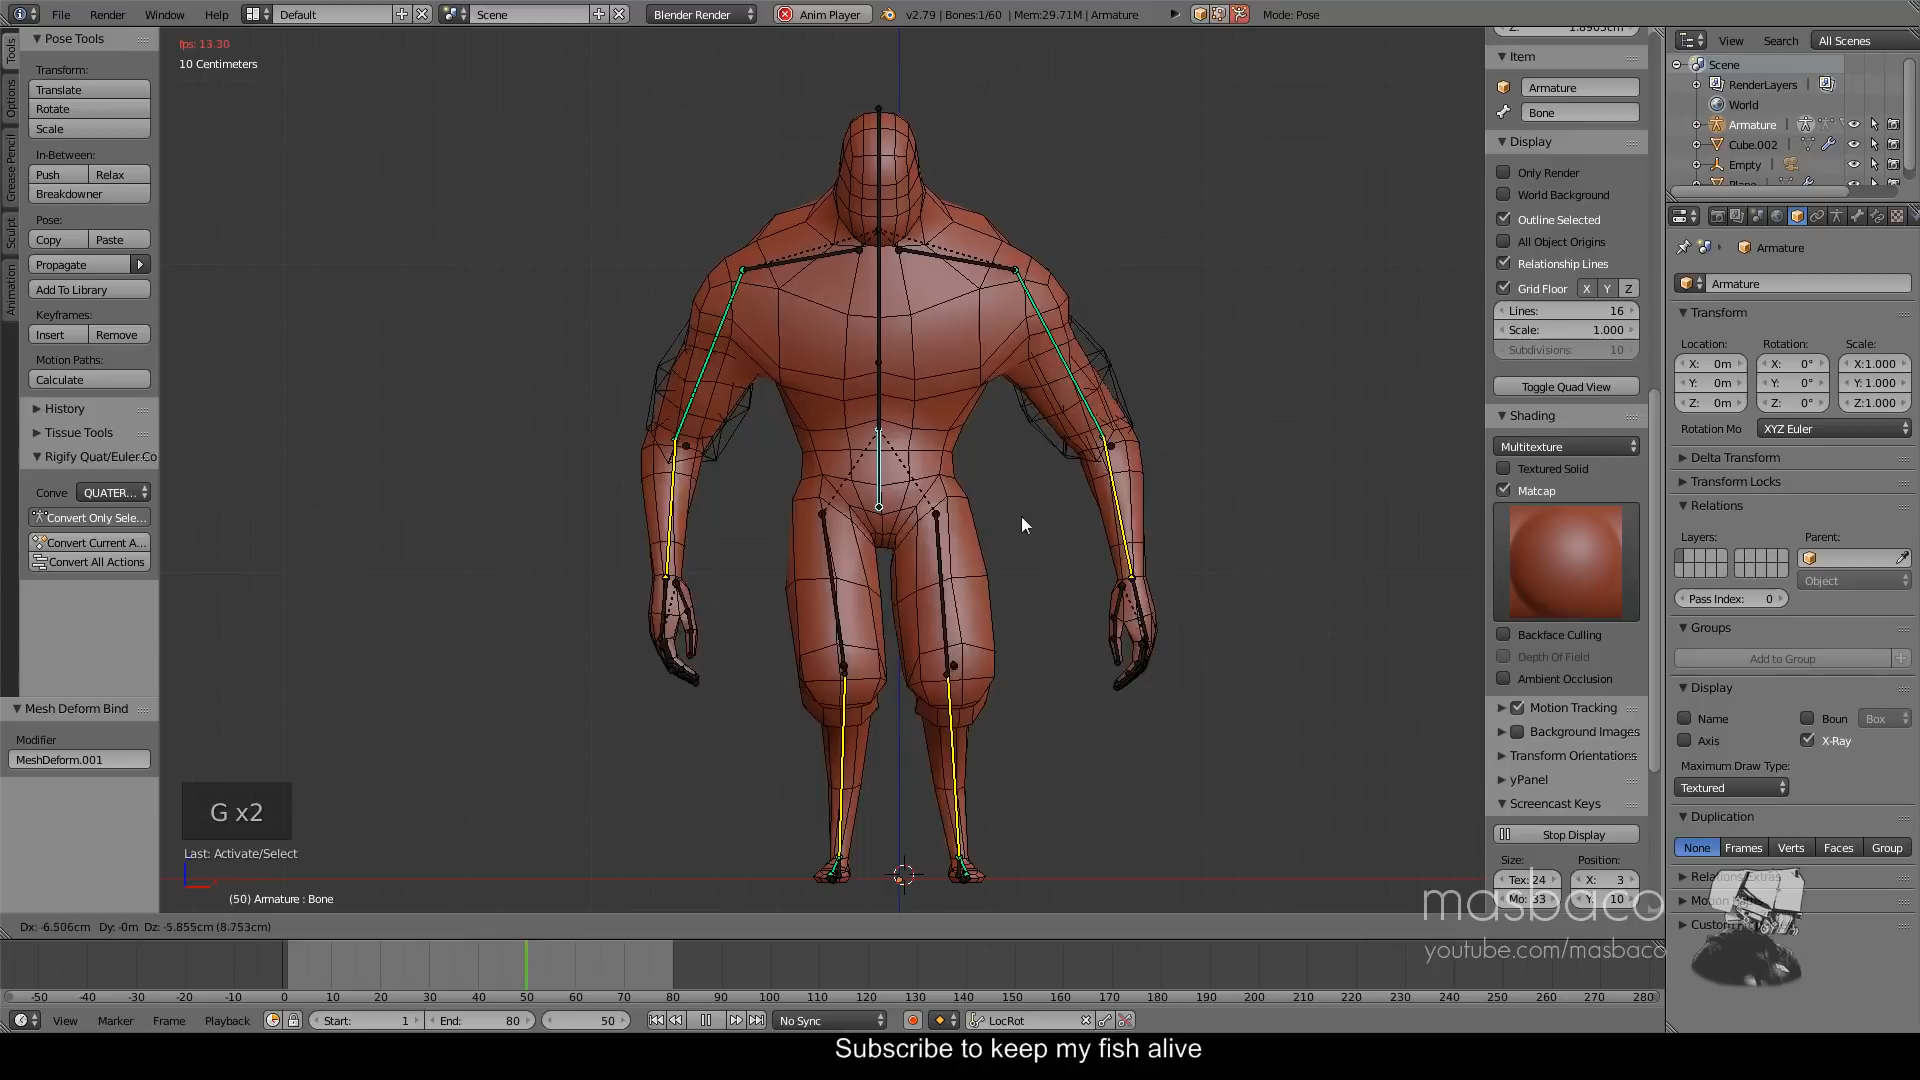 File Render Window Help Default Scene Blender Render Anim Player v2.79 | Bones:1/60 | Mem:29.71M | Armature Mode: Pose
Tools
Options
Grease Pencil
Sculpt
Animation
Pose Tools
Transform:
Translate
Rotate
Scale
In-Between:
Push Relax
Breakdowner
Pose:
Copy Paste
Propagate
Add To Library
Keyframes:
Insert Remove
Motion Paths:
Calculate
History
Tissue Tools
Rigify Quat/Euler Co
Conve QUATER...
Convert Only Sele...
Convert Current A...
Convert All Actions
Mesh Deform Bind
Modifier
MeshDeform.001
fps: 13.30
10 Centimeters
G x2
Last: Activate/Select
(50) Armature : Bone
Dx: -6.506cm Dy: -0m Dz: -5.855cm (8.753cm)
Item
Armature
Bone
Display
Only Render
World Background
Outline Selected
All Object Origins
Relationship Lines
Grid Floor X Y Z
Lines: 16
Scale: 1.000
Subdivisions: 10
Toggle Quad View
Shading
Multitexture
Textured Solid
Matcap
Backface Culling
Depth Of Field
Ambient Occlusion
Motion Tracking
Background Images
Transform Orientations
yPanel
Screencast Keys
Stop Display
Size: Position:
Tex: 24 X: 3
Mo: 33 Y: 10
View Search All Scenes
Scene
RenderLayers
World
Armature
Cube.002
Empty
Plane
Armature
Armature
Transform
Location: Rotation: Scale:
X: 0m X: 0° X:1.000
Y: 0m Y: 0° Y:1.000
Z: 0m Z: 0° Z:1.000
Rotation Mo XYZ Euler
Delta Transform
Transform Locks
Relations
Layers: Parent:
Object
Pass Index: 0
Groups
Add to Group
Display
Name Boun Box
Axis X-Ray
Maximum Draw Type:
Textured
Duplication
None Frames Verts Faces Group
masbaco
youtube.com/masbaco
-50 -40 -30 -20 -10 0 10 20 30 40 50 60 70 80 90 100 110 120 130 140 150 160 170 180 190 200 210 220 230 240 250 260 270 280
View Marker Frame Playback Start: 1 End: 80 50 No Sync LocRot
Subscribe to keep my fish alive